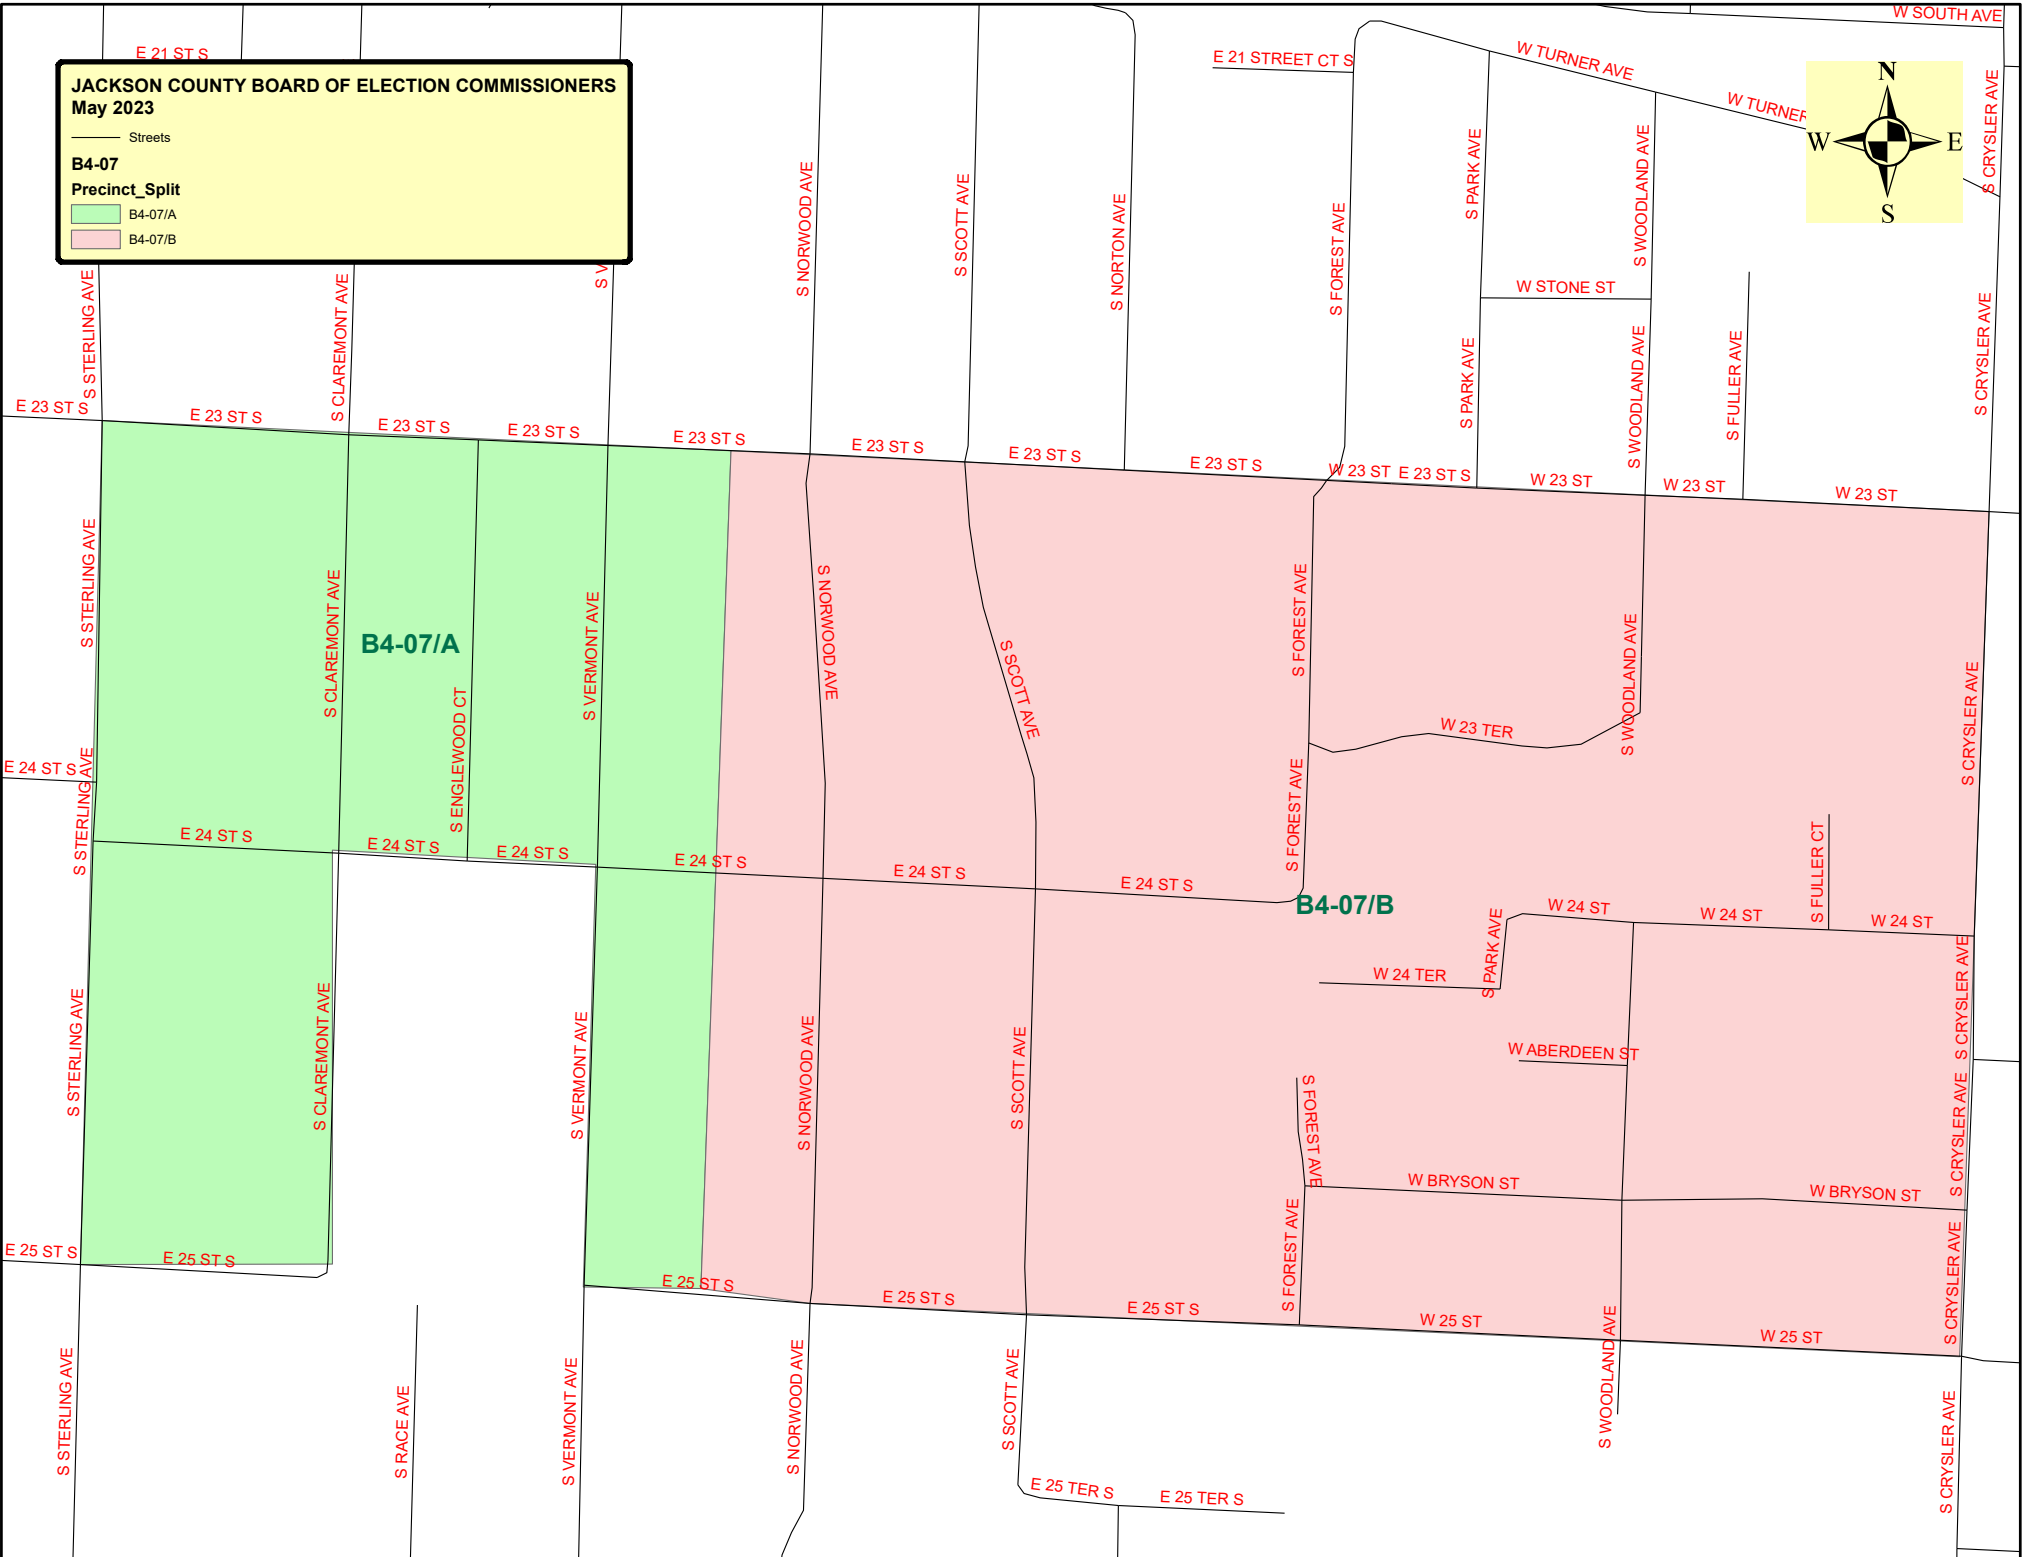 W SOUTH AVE
E 21 ST S
E 21 STREET CT S
W TURNER AVE
W TURNER
JACKSON COUNTY BOARD OF ELECTION COMMISSIONERS
May 2023
Streets
B4-07
Precinct_Split
B4-07/A
B4-07/B
N
W
E
S
S CRYSLER AVE
S PARK AVE
S WOODLAND AVE
S NORWOOD AVE
S SCOTT AVE
S NORTON AVE
S FOREST AVE
S STERLING AVE
S CLAREMONT AVE
S V
W STONE ST
S CRYSLER AVE
S PARK AVE
S WOODLAND AVE
S FULLER AVE
E 23 ST S
E 23 ST S
E 23 ST S
E 23 ST S
E 23 ST S
E 23 ST S
E 23 ST S
E 23 ST S
W 23 ST
E 23 ST S
W 23 ST
W 23 ST
W 23 ST
S STERLING AVE
S CLAREMONT AVE
S VERMONT AVE
S NORWOOD AVE
S SCOTT AVE
S FOREST AVE
S WOODLAND AVE
S CRYSLER AVE
B4-07/A
S ENGLEWOOD CT
W 23 TER
E 24 ST S
S STERLING AVE
S FOREST AVE
E 24 ST S
E 24 ST S
E 24 ST S
E 24 ST S
E 24 ST S
E 24 ST S
S FULLER CT
B4-07/B
W 24 ST
W 24 ST
W 24 ST
S PARK AVE
W 24 TER
S CRYSLER AVE
S STERLING AVE
S CLAREMONT AVE
S VERMONT AVE
S NORWOOD AVE
S SCOTT AVE
W ABERDEEN ST
S FOREST AVE
S CRYSLER AVE
W BRYSON ST
W BRYSON ST
E 25 ST S
E 25 ST S
E 25 ST S
E 25 ST S
E 25 ST S
S FOREST AVE
W 25 ST
W 25 ST
S CRYSLER AVE
S STERLING AVE
S RACE AVE
S VERMONT AVE
S NORWOOD AVE
S SCOTT AVE
S WOODLAND AVE
S CRYSLER AVE
E 25 TER S
E 25 TER S